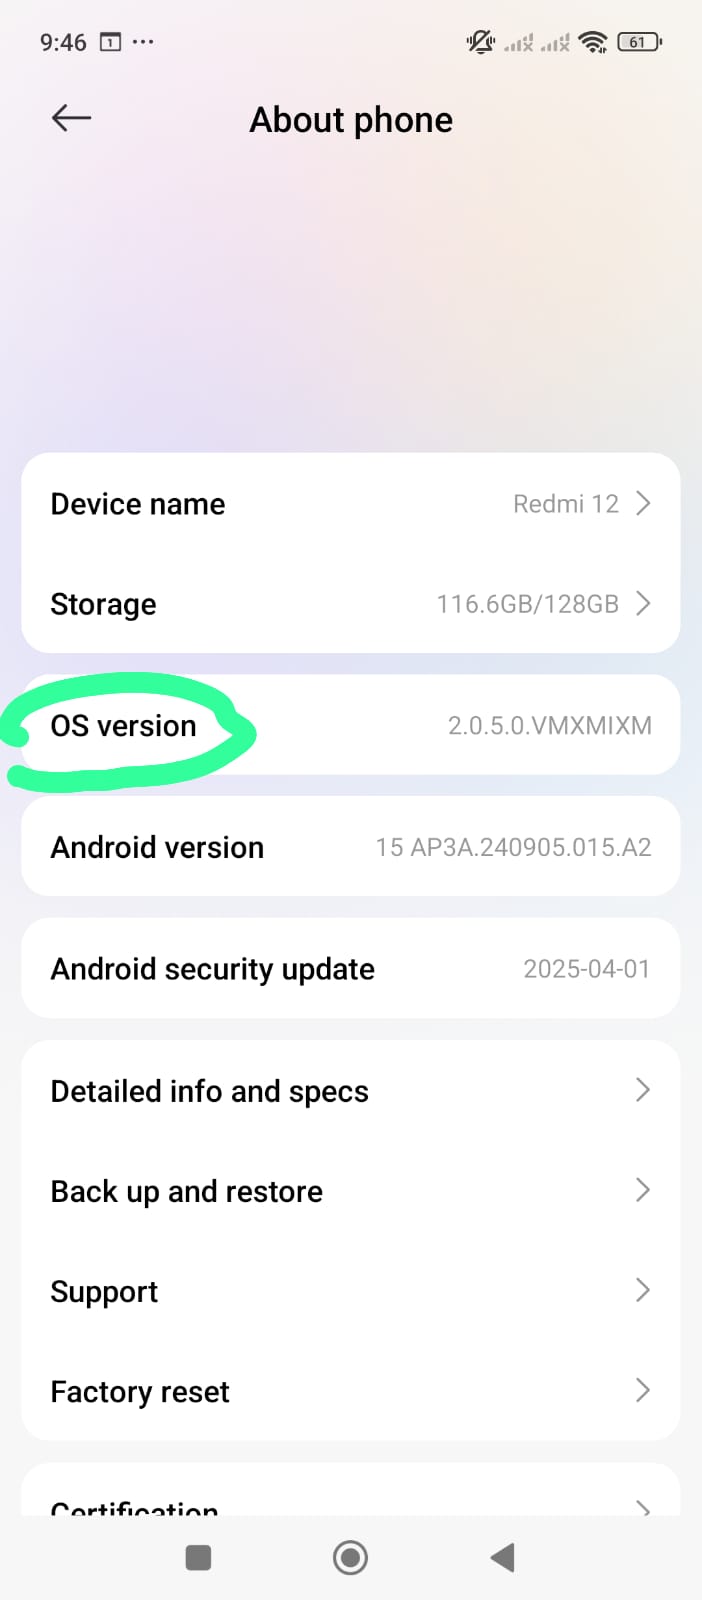 9:46 1 ... 61
About phone
Device name Redmi 12
Storage 116.6GB/128GB
OS version 2.0.5.0.VMXMIXM
Android version 15 AP3A.240905.015.A2
Android security update 2025-04-01
Detailed info and specs
Back up and restore
Support
Factory reset
Certification